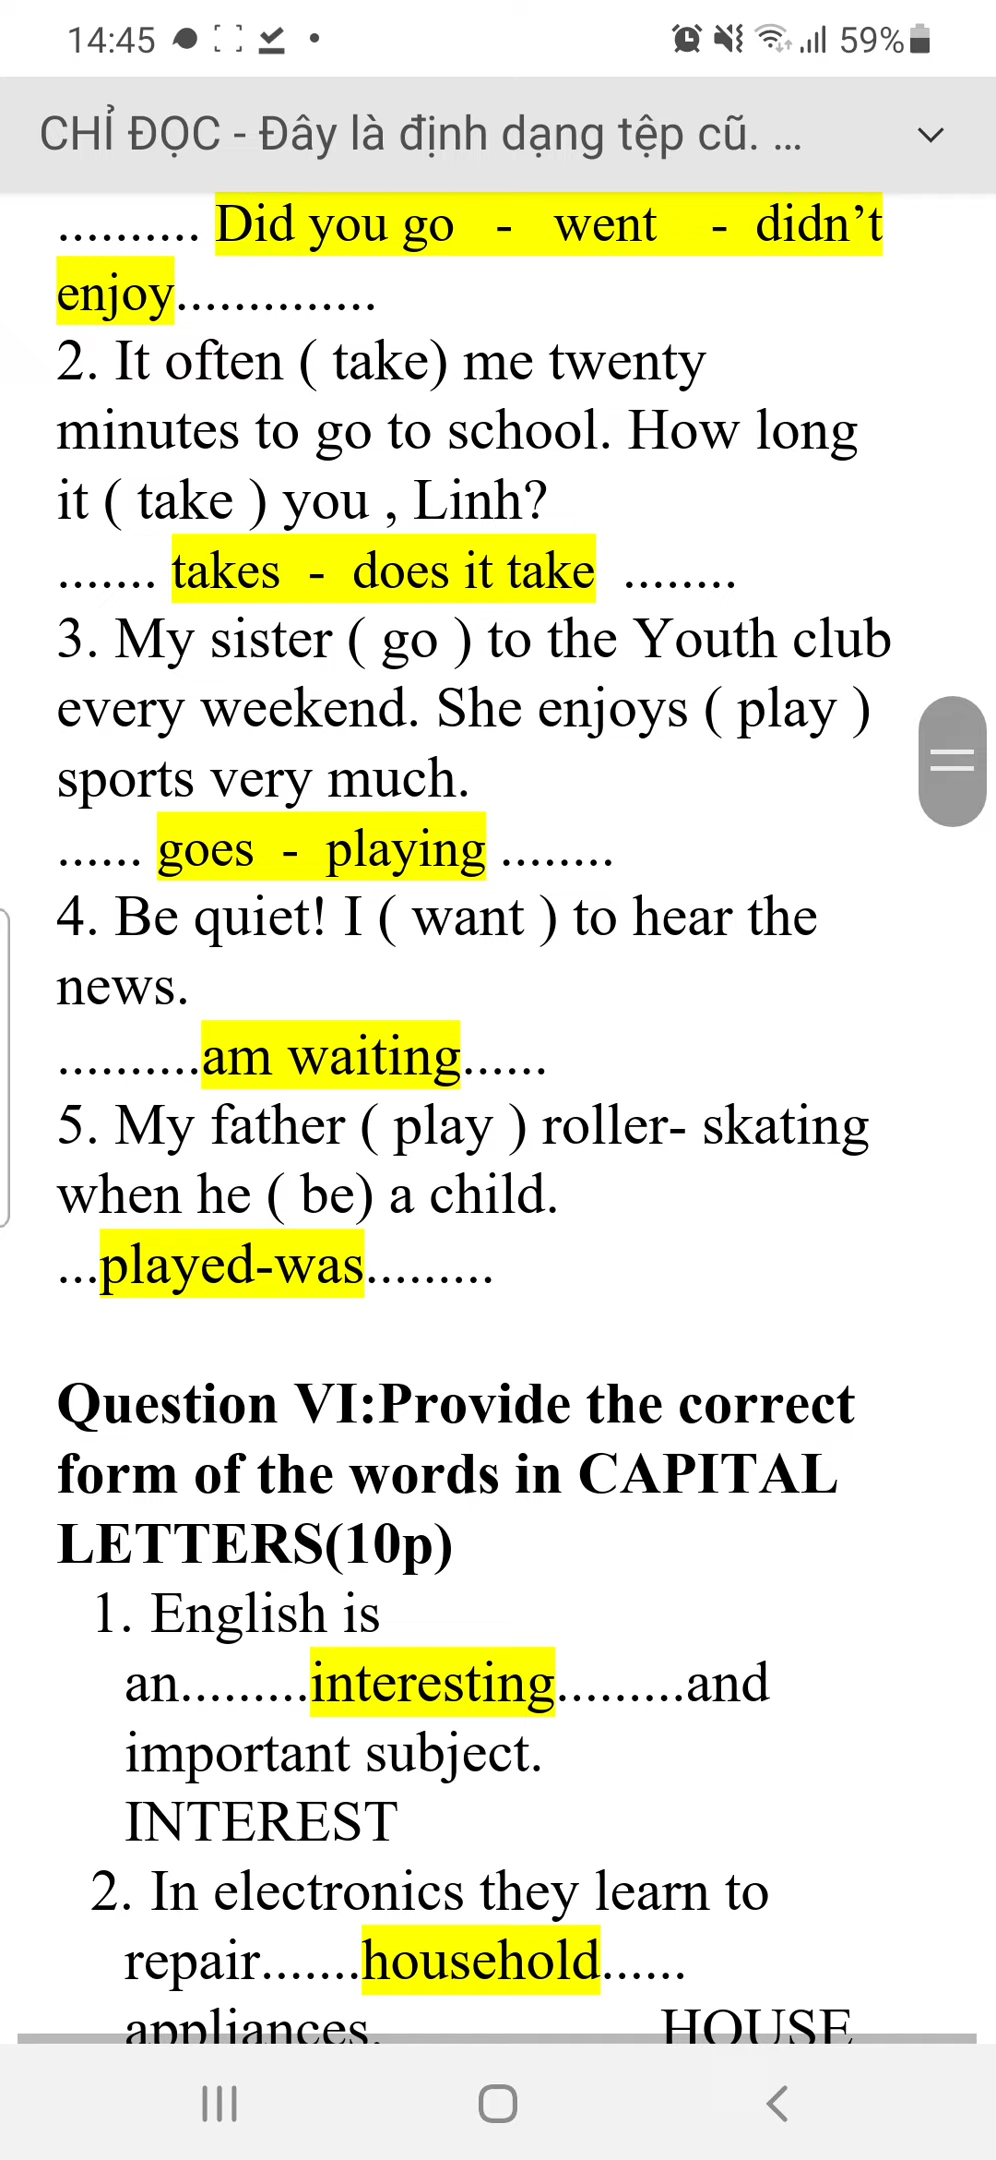 14:45
59%
CHỈ ĐỌC - Đây là định dạng tệp cũ. ...
.......... Did you go - went - didn't
enjoy..............
2. It often ( take) me twenty
minutes to go to school. How long
it ( take ) you , Linh?
....... takes - does it take ........
3. My sister ( go ) to the Youth club
every weekend. She enjoys ( play )
sports very much.
...... goes - playing ........
4. Be quiet! I ( want ) to hear the
news.
..........am waiting......
5. My father ( play ) roller- skating
when he ( be) a child.
...played-was.........
Question VI:Provide the correct
form of the words in CAPITAL
LETTERS(10p)
1. English is
an.........interesting.........and
important subject.
INTEREST
2. In electronics they learn to
repair.......household......
appliances. HOUSE